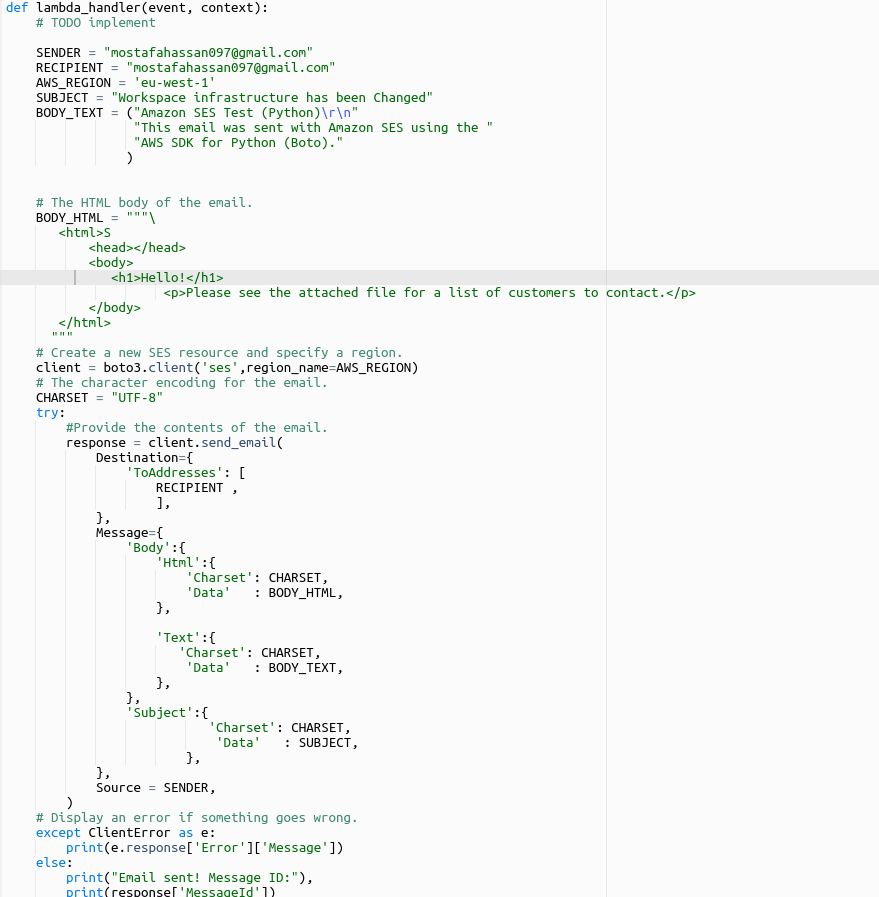 def lambda_handler(event, context):
    # TODO implement

    SENDER = "mostafahassan097@gmail.com"
    RECIPIENT = "mostafahassan097@gmail.com"
    AWS_REGION = 'eu-west-1'
    SUBJECT = "Workspace infrastructure has been Changed"
    BODY_TEXT = ("Amazon SES Test (Python)\r\n"
                 "This email was sent with Amazon SES using the "
                 "AWS SDK for Python (Boto)."
                )


    # The HTML body of the email.
    BODY_HTML = """\
       <html>S
           <head></head>
           <body>
              <h1>Hello!</h1>
                     <p>Please see the attached file for a list of customers to contact.</p>
           </body>
       </html>
      """
    # Create a new SES resource and specify a region.
    client = boto3.client('ses',region_name=AWS_REGION)
    # The character encoding for the email.
    CHARSET = "UTF-8"
    try:
        #Provide the contents of the email.
        response = client.send_email(
            Destination={
                'ToAddresses': [
                    RECIPIENT ,
                    ],
            },
            Message={
                'Body':{
                    'Html':{
                        'Charset': CHARSET,
                        'Data'   : BODY_HTML,
                    },

                    'Text':{
                       'Charset': CHARSET,
                        'Data'   : BODY_TEXT,
                    },
                },
                'Subject':{
                           'Charset': CHARSET,
                            'Data'   : SUBJECT,
                        },
            },
            Source = SENDER,
        )
    # Display an error if something goes wrong.
    except ClientError as e:
        print(e.response['Error']['Message'])
    else:
        print("Email sent! Message ID:"),
        print(response['MessageId'])